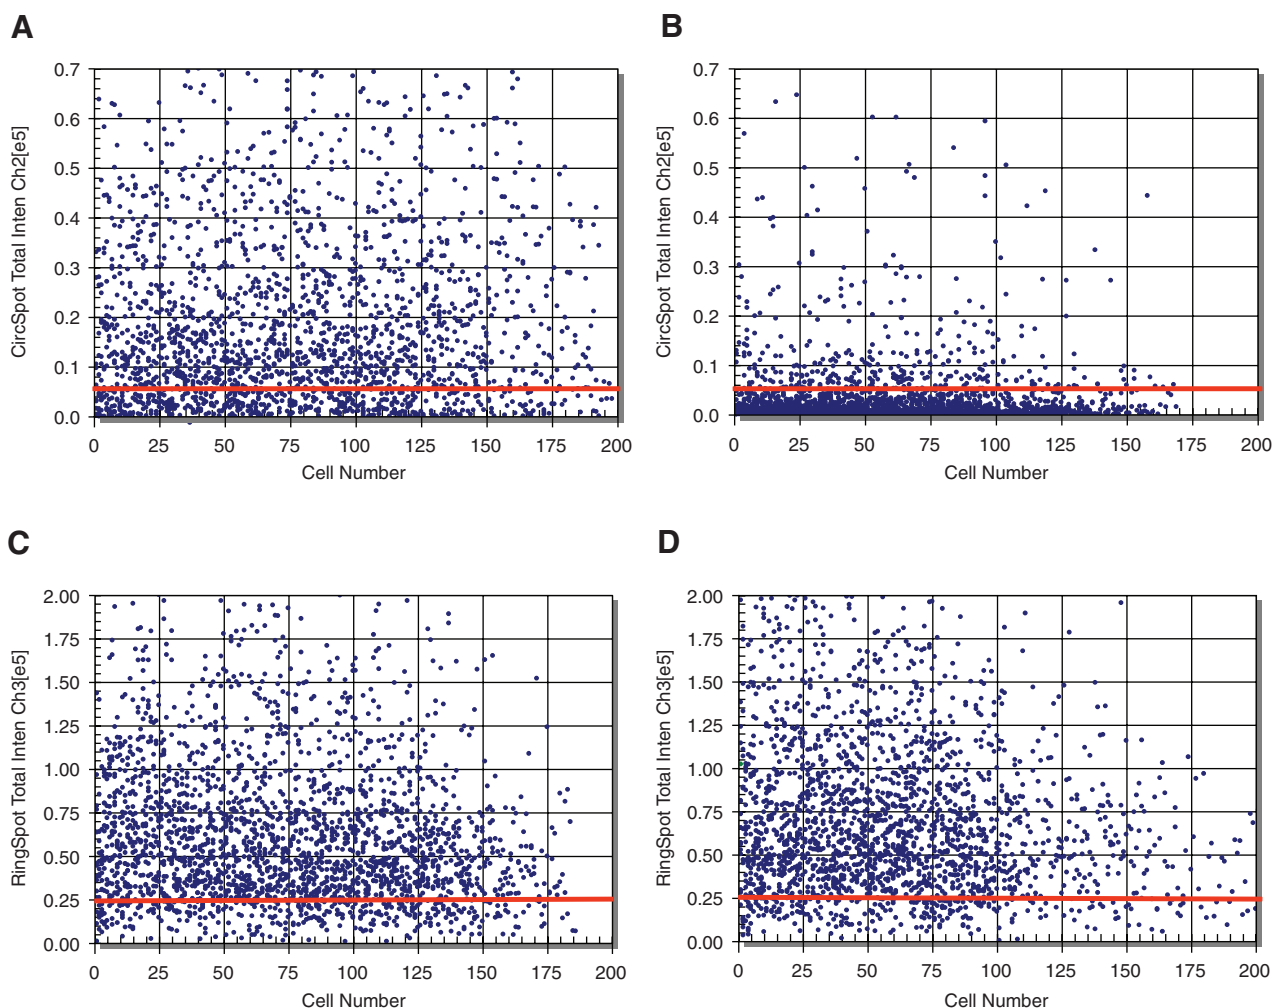 A
B
CircSpot Total Inten Ch2[e5]
0.7
0.6
0.5
0.4
0.3
0.2
0.1
0.0
0 25 50 75 100 125 150 175 200
Cell Number
CircSpot Total Inten Ch2[e5]
0.7
0.6
0.5
0.4
0.3
0.2
0.1
0.0
0 25 50 75 100 125 150 175 200
Cell Number
C
D
RingSpot Total Inten Ch3[e5]
2.00
1.75
1.50
1.25
1.00
0.75
0.50
0.25
0.00
0 25 50 75 100 125 150 175 200
Cell Number
RingSpot Total Inten Ch3[e5]
2.00
1.75
1.50
1.25
1.00
0.75
0.50
0.25
0.00
0 25 50 75 100 125 150 175 200
Cell Number